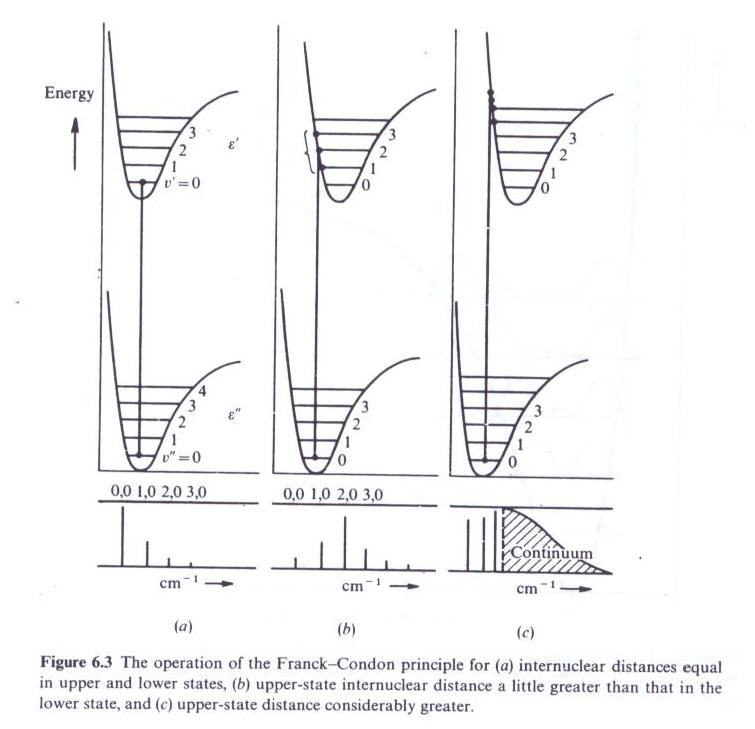 Energy
3
2
1
v′=0
ε′
3
2
1
0
3
2
1
0
4
3
2
1
v″=0
ε″
3
2
1
0
3
2
1
0
0,0 1,0 2,0 3,0
0,0 1,0 2,0 3,0
Continuum
cm⁻¹
cm⁻¹
cm⁻¹
(a)
(b)
(c)
Figure 6.3 The operation of the Franck–Condon principle for (a) internuclear distances equal
in upper and lower states, (b) upper-state internuclear distance a little greater than that in the
lower state, and (c) upper-state distance considerably greater.